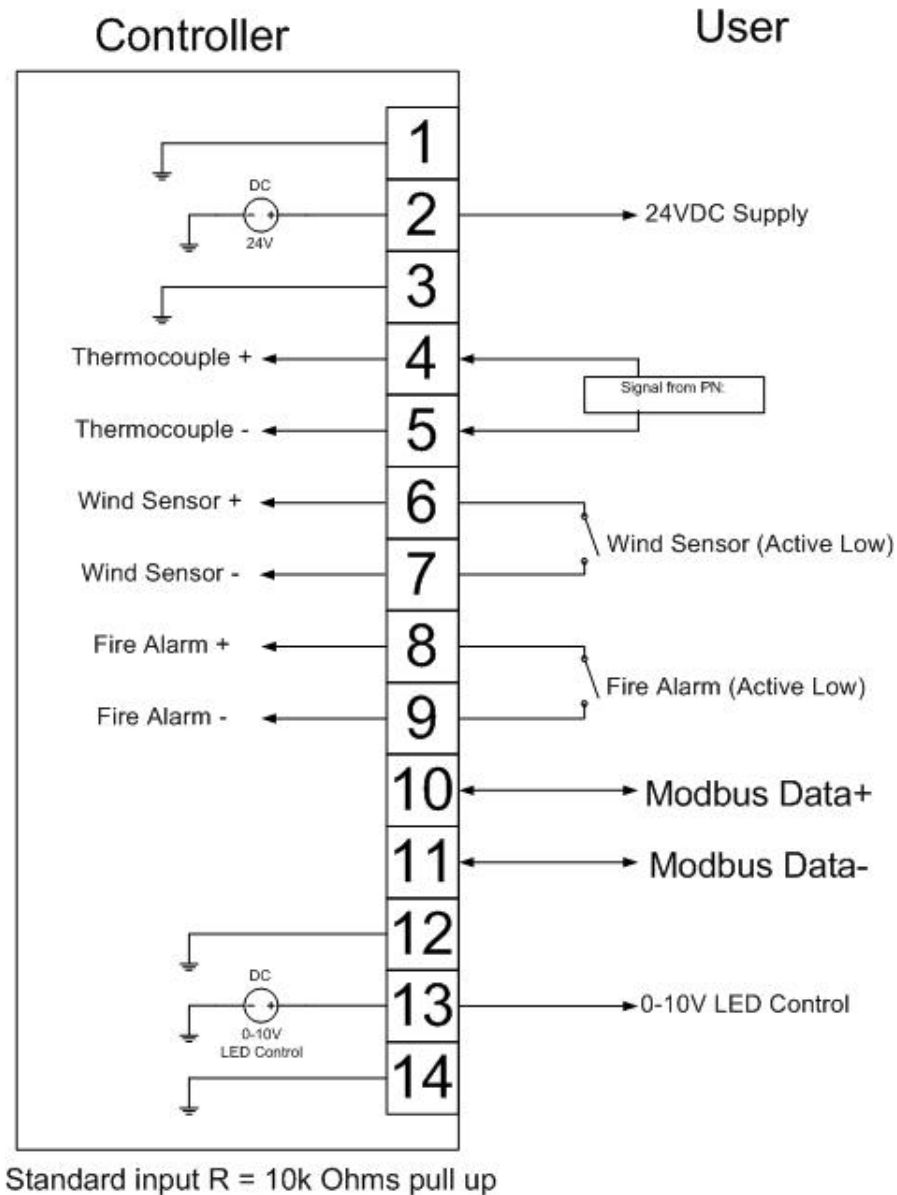 Controller
User
1
DC
- +
24V
2
24VDC Supply
3
Thermocouple +
4
Signal from PN:
Thermocouple -
5
Wind Sensor +
6
Wind Sensor (Active Low)
Wind Sensor -
7
Fire Alarm +
8
Fire Alarm (Active Low)
Fire Alarm -
9
10
Modbus Data+
11
Modbus Data-
12
DC
- +
0-10V
LED Control
13
0-10V LED Control
14
Standard input R = 10k Ohms pull up